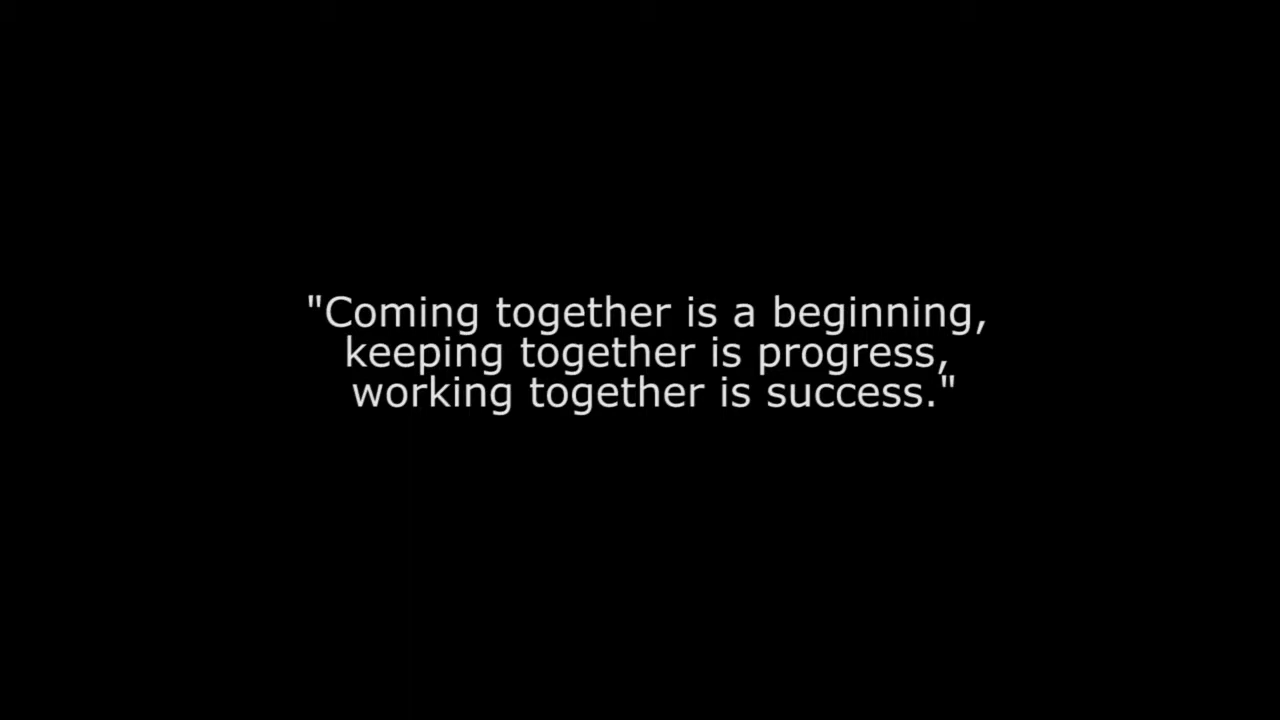 "Coming together is a beginning,
keeping together is progress,
working together is success."